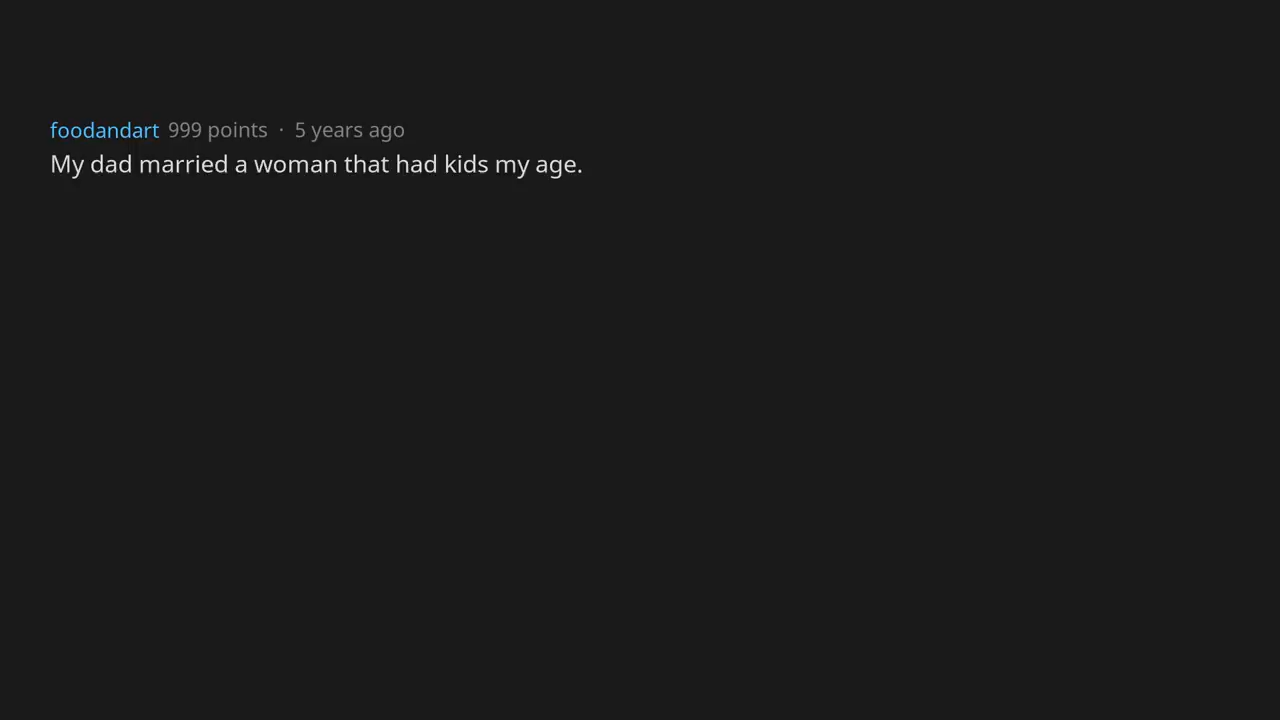 foodandart 999 points · 5 years ago
My dad married a woman that had kids my age.